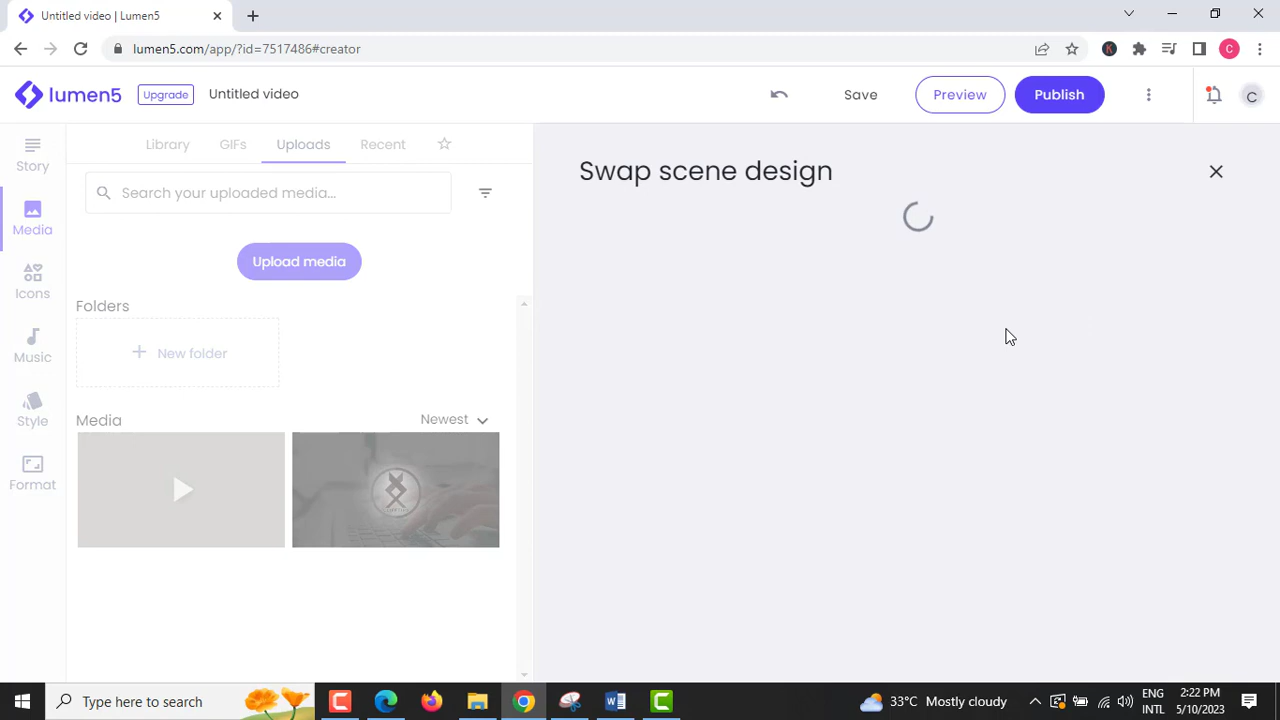 Untitled video | Lumen5
lumen5.com/app/?id=7517486#creator
K
C
lumen5
Upgrade
Untitled video
Save
Preview
Publish
C
Story
Media
Icons
Music
Style
Format
Library
GIFs
Uploads
Recent
Search your uploaded media...
Upload media
Folders
New folder
Media
Newest
Swap scene design
Type here to search
33°C Mostly cloudy
ENG
INTL
2:22 PM
5/10/2023